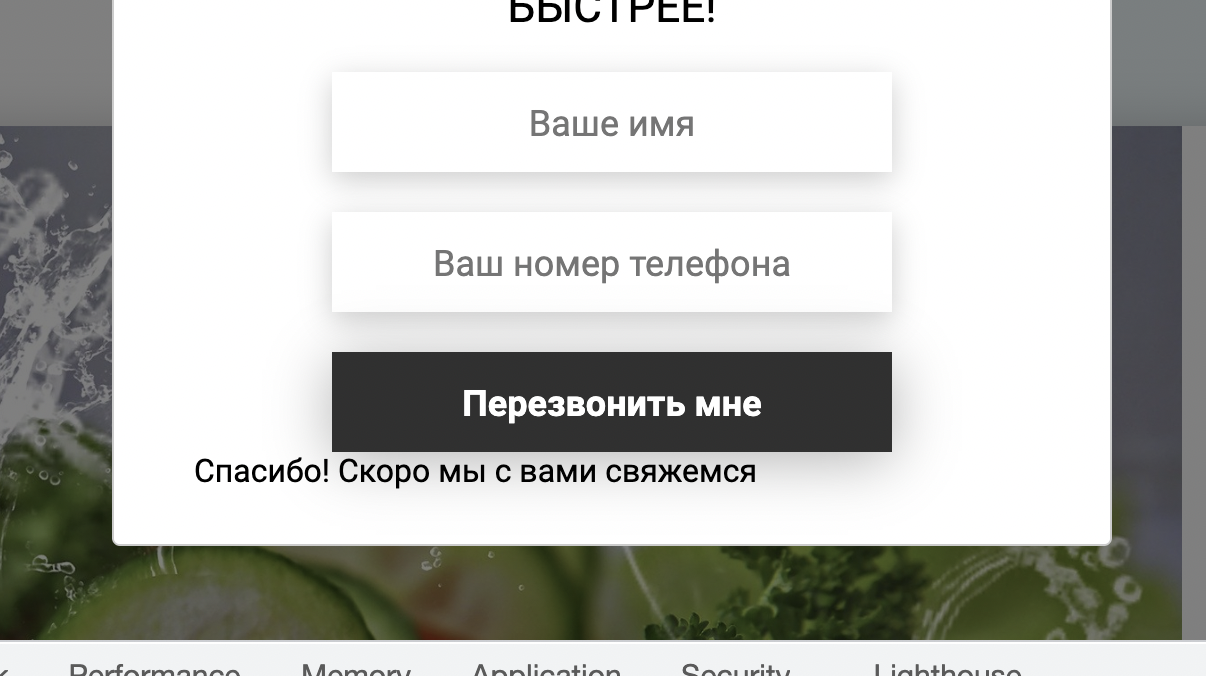 БЫСТРЕЕ!
Ваше имя
Ваш номер телефона
Перезвонить мне
Спасибо! Скоро мы с вами свяжемся
Performance Memory Application Security Lighthouse